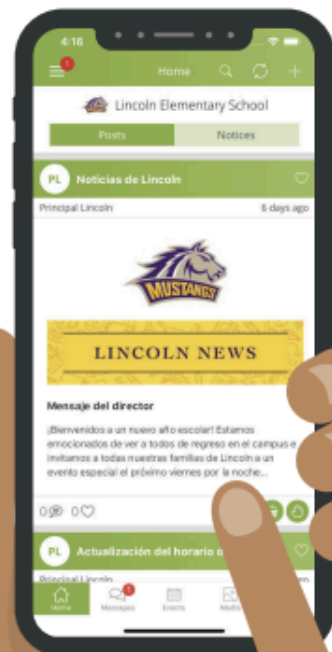 4:16
1
Home
Lincoln Elementary School
Posts
Notices
PL
Noticias de Lincoln
Principal Lincoln
6 days ago
MUSTANGS
LINCOLN NEWS
Mensaje del director
¡Bienvenidos a un nuevo año escolar! Estamos
emocionados de ver a todos de regreso en el campus e
invitamos a todas nuestras familias de Lincoln a un
evento especial el próximo viernes por la noche...
0
0
PL
Actualización del horario
Principal Lincoln
Home
Messages
Events
Media